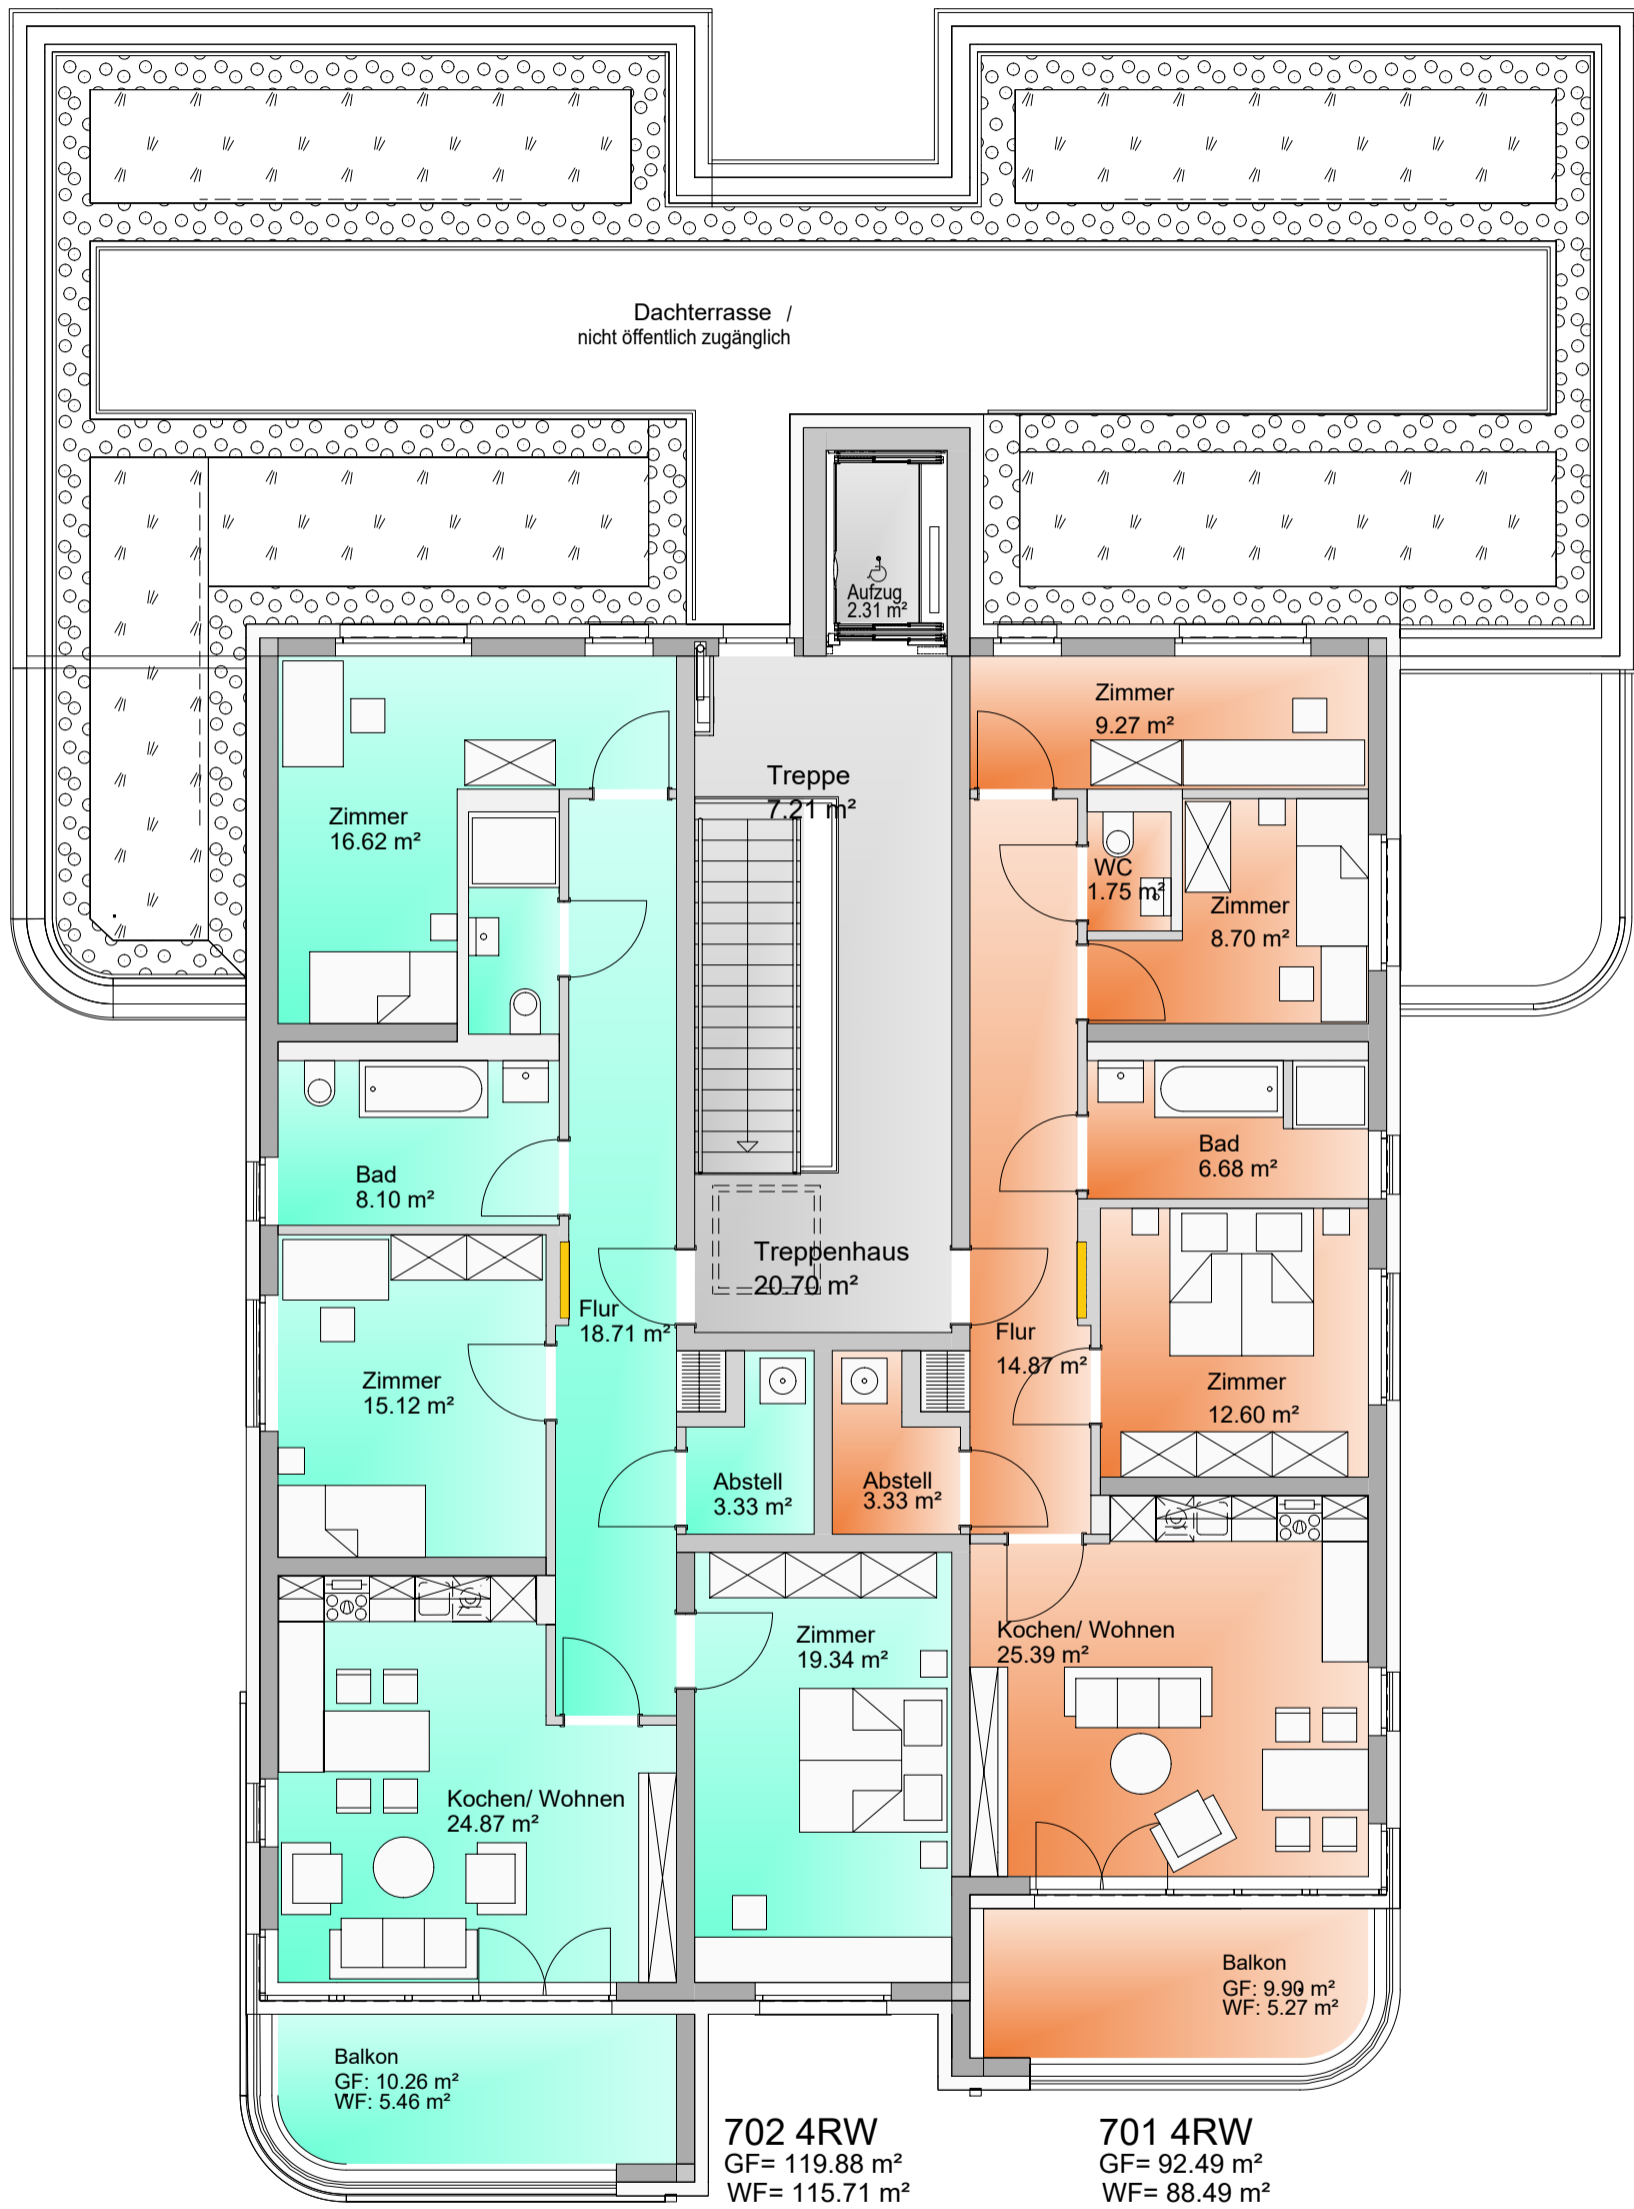 Dachterrasse /
nicht öffentlich zugänglich
Aufzug
2.31 m²
Zimmer
9.27 m²
Treppe
7.21 m²
Zimmer
16.62 m²
WC
1.75 m²
Zimmer
8.70 m²
Bad
8.10 m²
Bad
6.68 m²
Treppenhaus
20.70 m²
Flur
18.71 m²
Flur
14.87 m²
Zimmer
15.12 m²
Zimmer
12.60 m²
Abstell
3.33 m²
Abstell
3.33 m²
Zimmer
19.34 m²
Kochen/ Wohnen
25.39 m²
Kochen/ Wohnen
24.87 m²
Balkon
GF: 9.90 m²
WF: 5.27 m²
Balkon
GF: 10.26 m²
WF: 5.46 m²
702 4RW
GF= 119.88 m²
WF= 115.71 m²
701 4RW
GF= 92.49 m²
WF= 88.49 m²